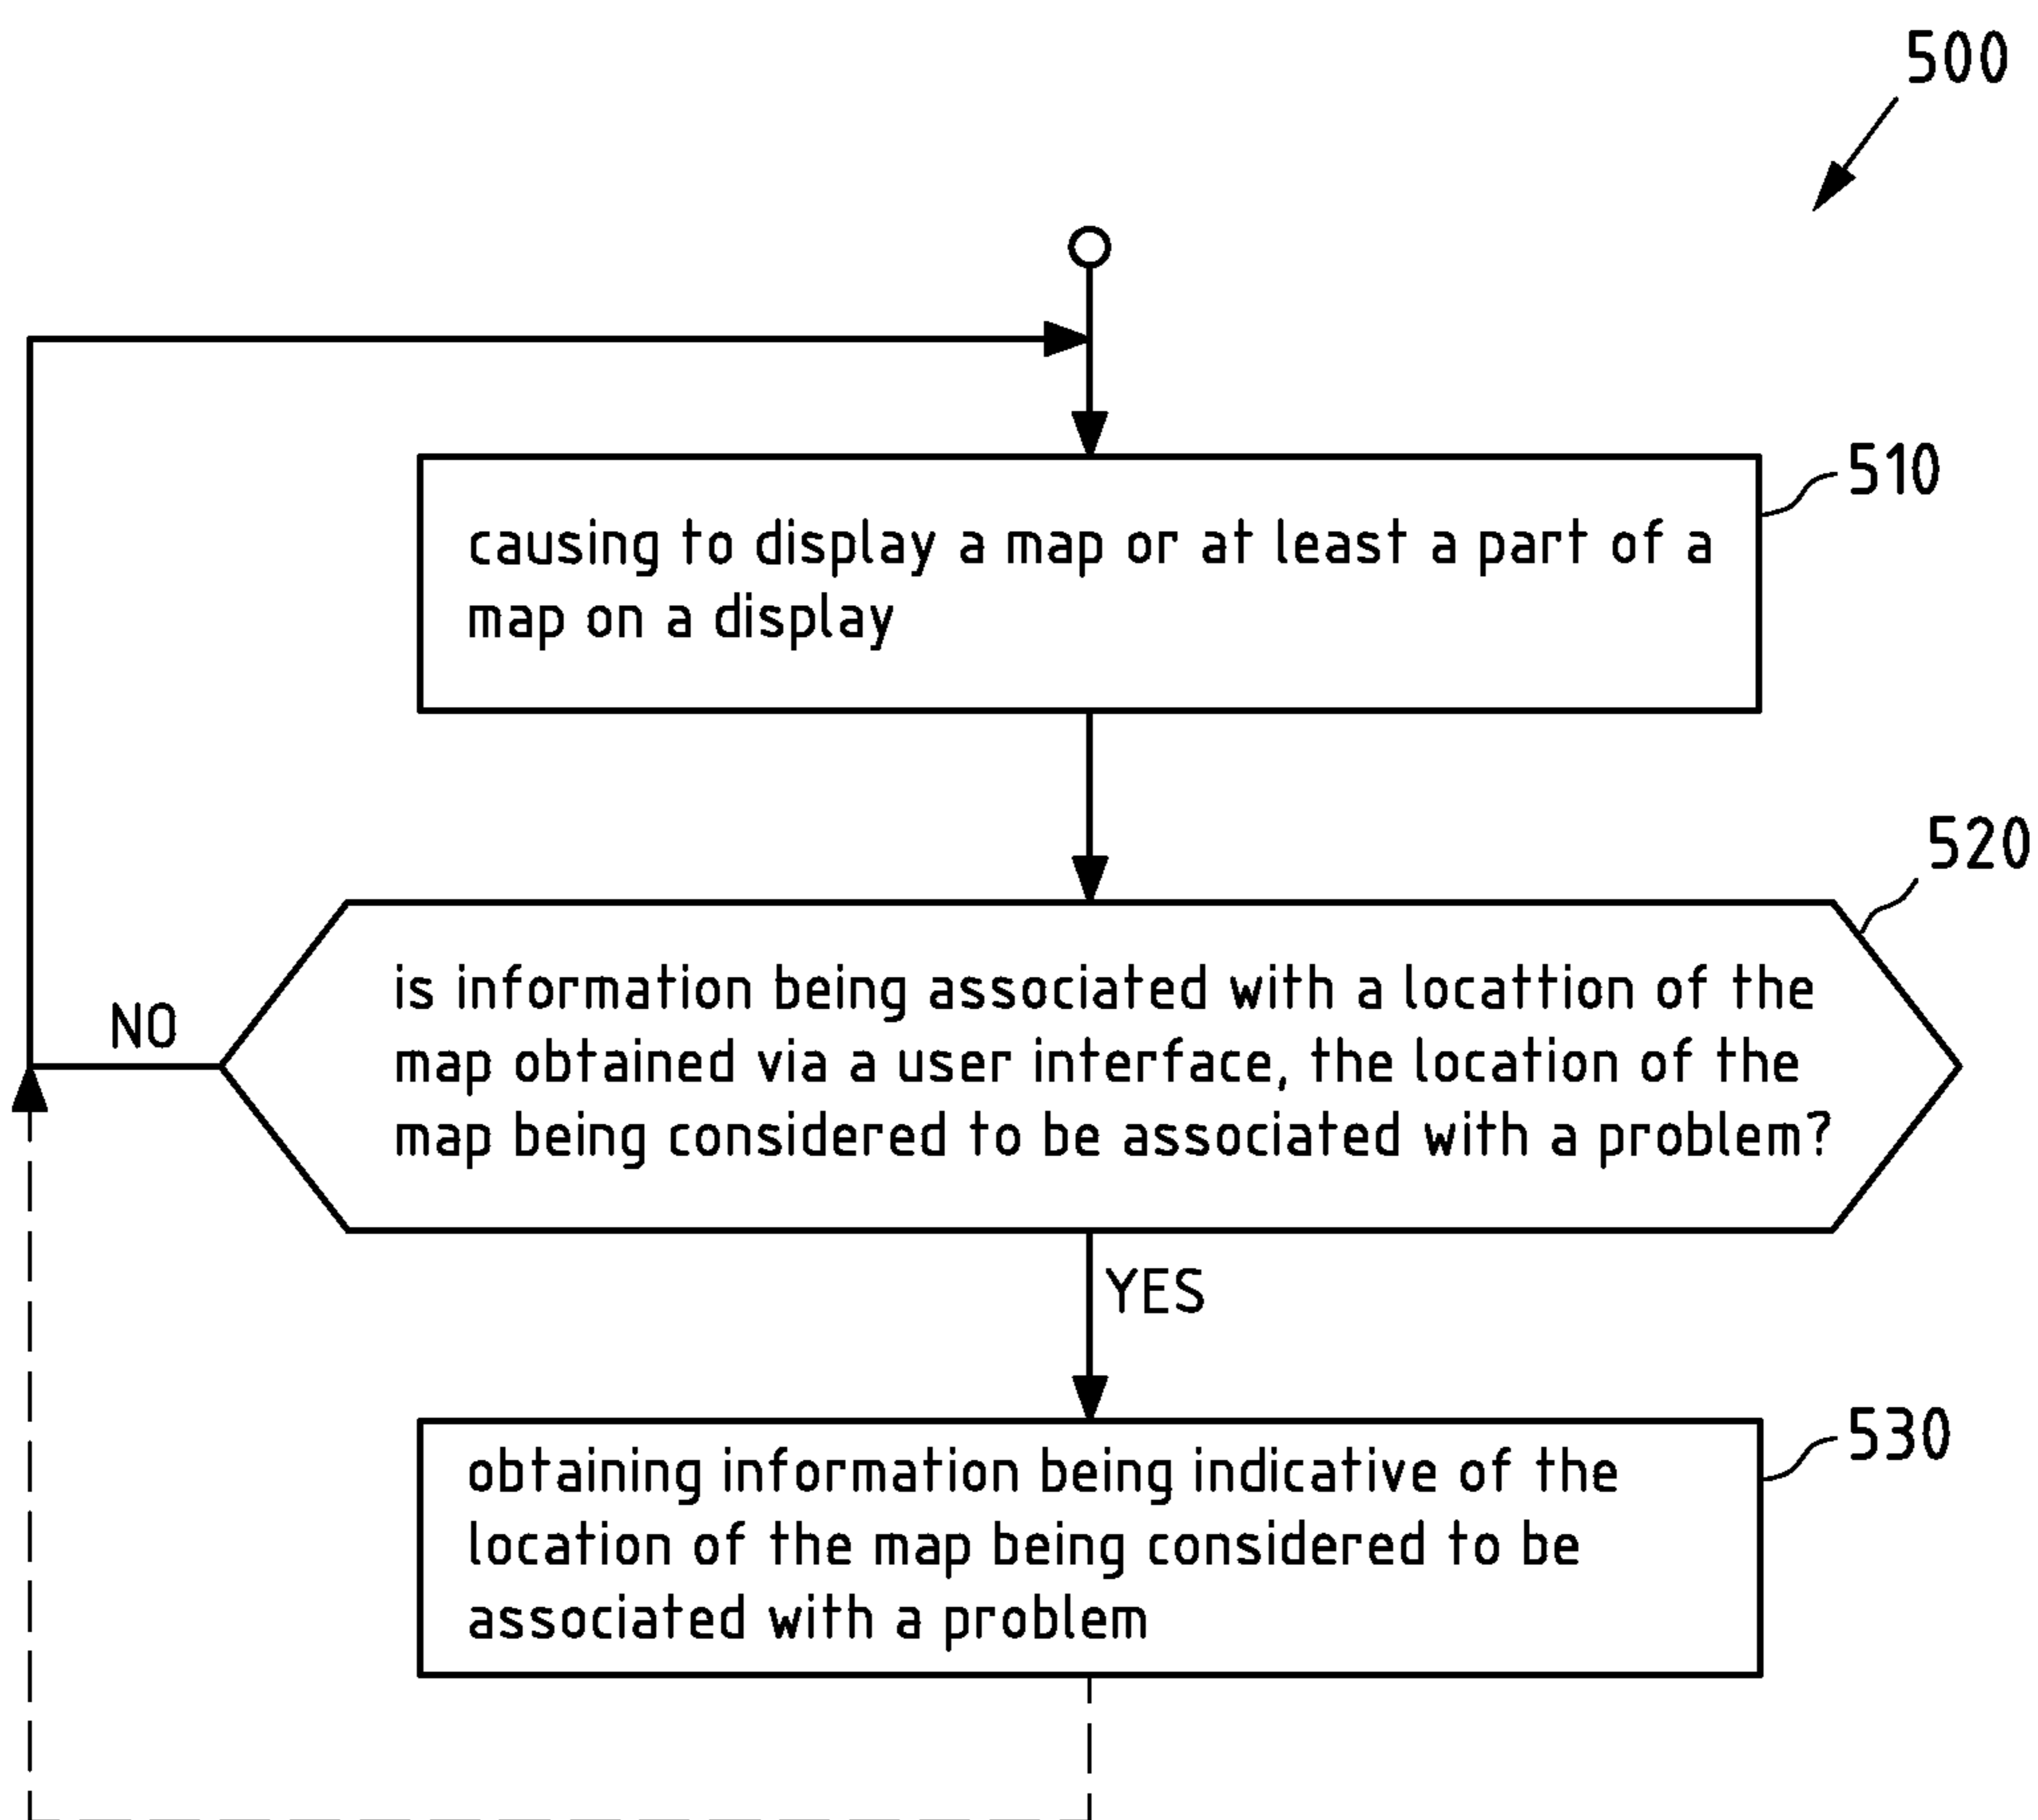 500
510
causing to display a map or at least a part of a
map on a display
520
is information being associated with a locattion of the
map obtained via a user interface, the location of the
map being considered to be associated with a problem?
NO
YES
530
obtaining information being indicative of the
location of the map being considered to be
associated with a problem